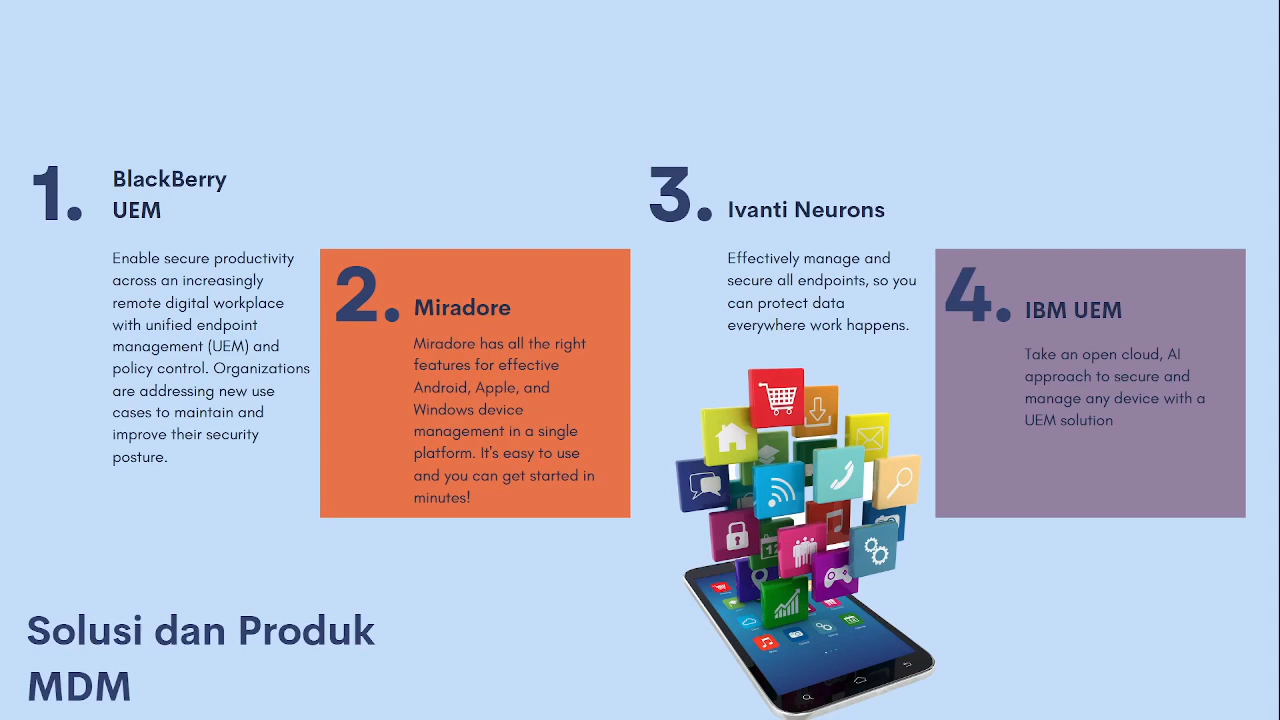 1.
BlackBerry
UEM
Enable secure productivity
across an increasingly
remote digital workplace
with unified endpoint
management (UEM) and
policy control. Organizations
are addressing new use
cases to maintain and
improve their security
posture.
2.
Miradore
Miradore has all the right
features for effective
Android, Apple, and
Windows device
management in a single
platform. It's easy to use
and you can get started in
minutes!
3.
Ivanti Neurons
Effectively manage and
secure all endpoints, so you
can protect data
everywhere work happens.
4.
IBM UEM
Take an open cloud, AI
approach to secure and
manage any device with a
UEM solution
12
Solusi dan Produk
MDM